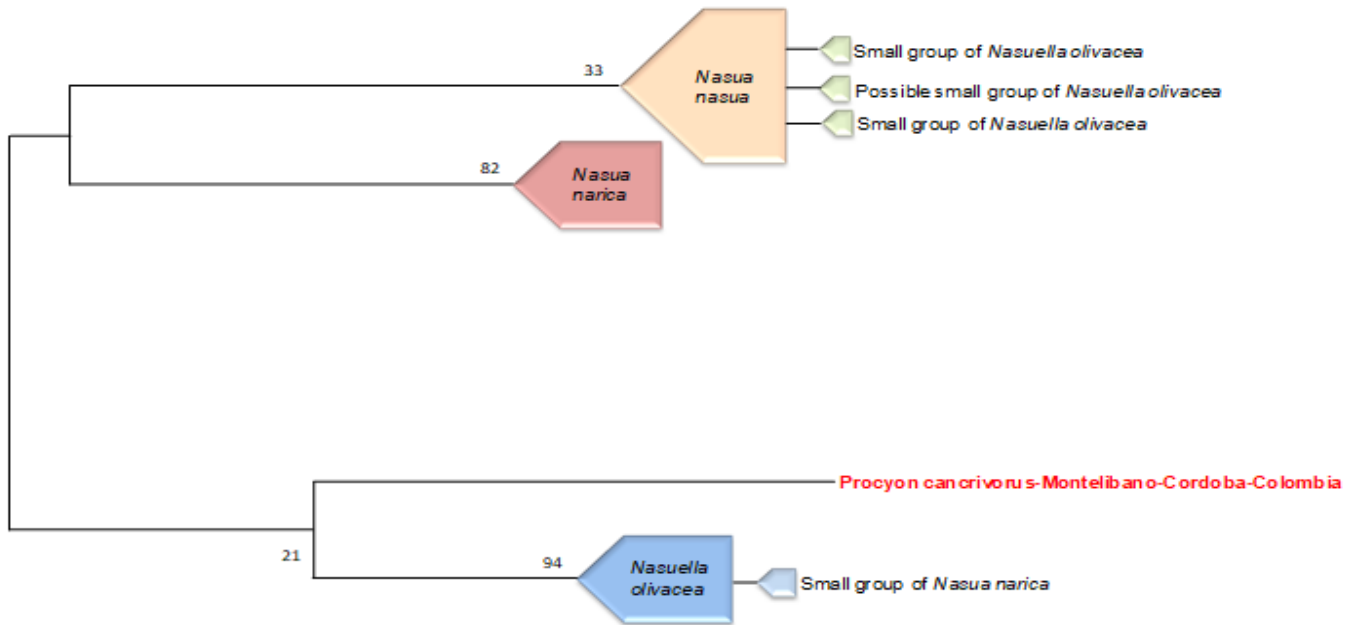 33
Nasua
nasua
Small group of Nasuella olivacea
Possible small group of Nasuella olivacea
Small group of Nasuella olivacea
82
Nasua
narica
Procyon cancrivorus-Montelibano-Cordoba-Colombia
21
94
Nasuella
olivacea
Small group of Nasua narica